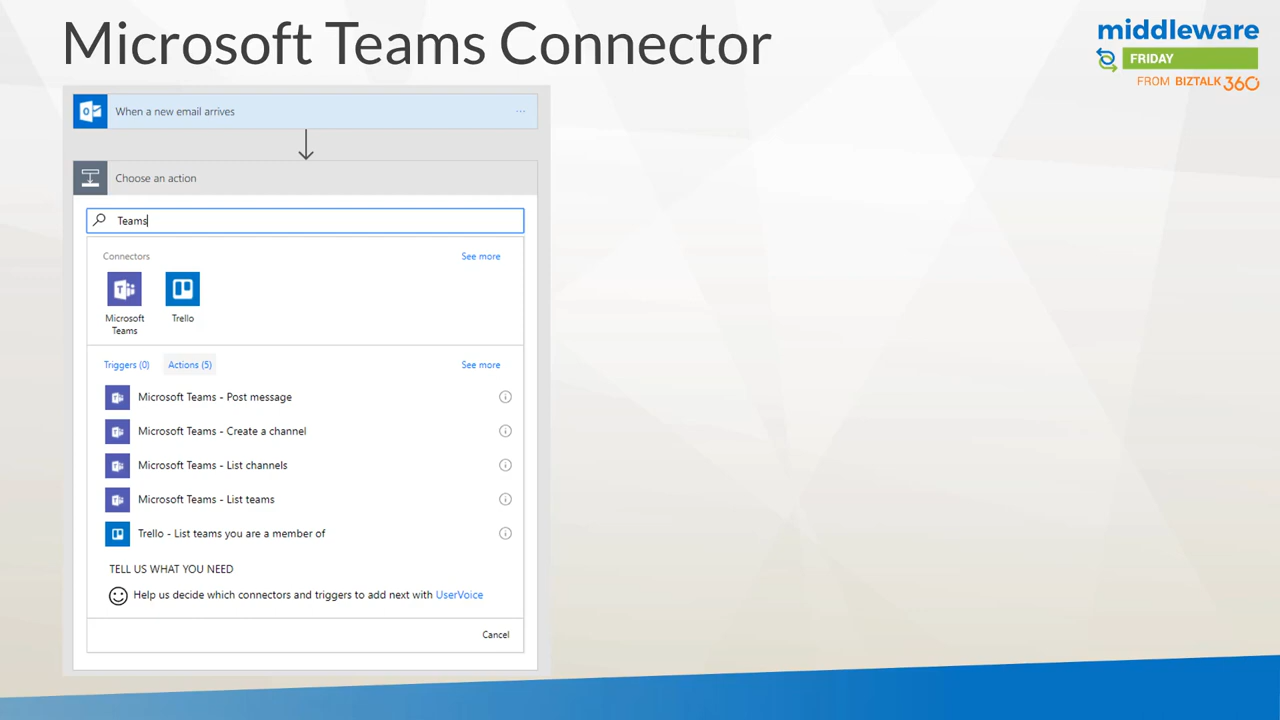 Microsoft Teams Connector
middleware
FRIDAY
FROM BIZTALK360
When a new email arrives
...
Choose an action
Teams
Connectors
See more
Microsoft
Teams
Trello
Triggers (0)
Actions (5)
See more
Microsoft Teams - Post message
Microsoft Teams - Create a channel
Microsoft Teams - List channels
Microsoft Teams - List teams
Trello - List teams you are a member of
TELL US WHAT YOU NEED
Help us decide which connectors and triggers to add next with UserVoice
Cancel